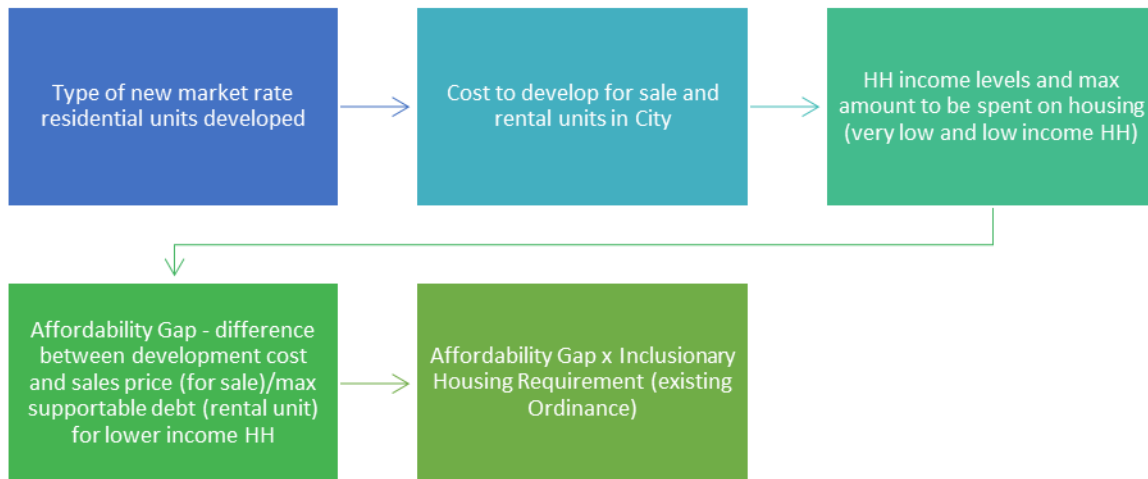 Type of new market rate
residential units developed
Cost to develop for sale and
rental units in City
HH income levels and max
amount to be spent on housing
(very low and low income HH)
Affordability Gap - difference
between development cost
and sales price (for sale)/max
supportable debt (rental unit)
for lower income HH
Affordability Gap x Inclusionary
Housing Requirement (existing
Ordinance)